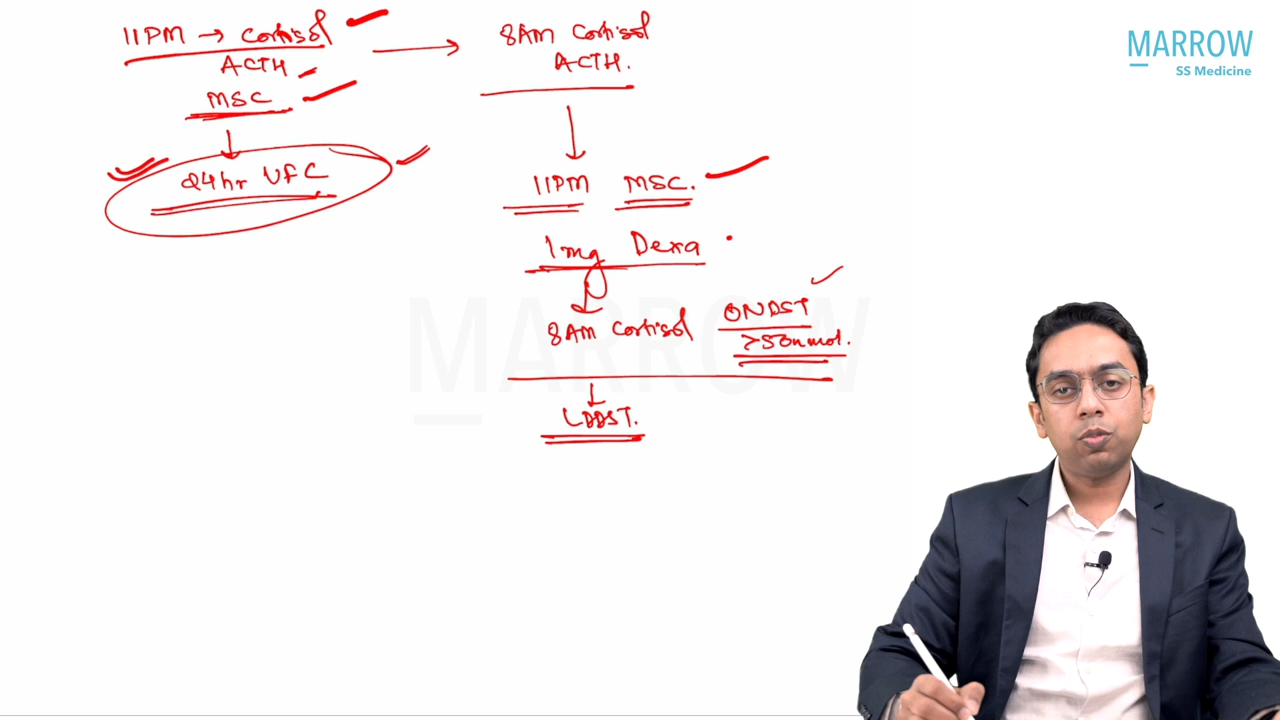 11PM → Cortisol
ACTH
MSC
24hr UFC
8AM Cortisol
ACTH.
11PM MSC.
1mg Dexa
8AM Cortisol ONDST
>50nmol.
LDDST.
MARROW
SS Medicine
MARROW